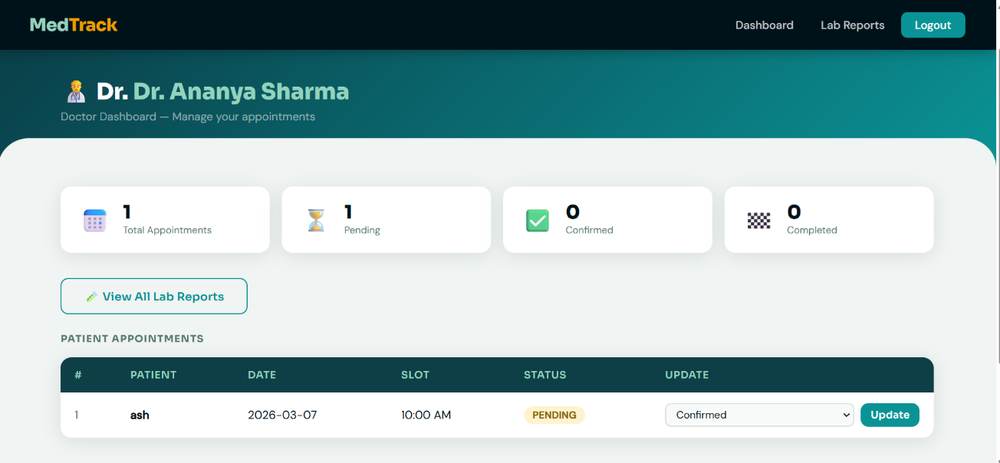 MedTrack Dashboard Lab Reports Logout
Dr. Dr. Ananya Sharma
Doctor Dashboard — Manage your appointments
1 1 0 0
Total Appointments Pending Confirmed Completed
View All Lab Reports
PATIENT APPOINTMENTS
# PATIENT DATE SLOT STATUS UPDATE
1 ash 2026-03-07 10:00 AM PENDING Confirmed Update